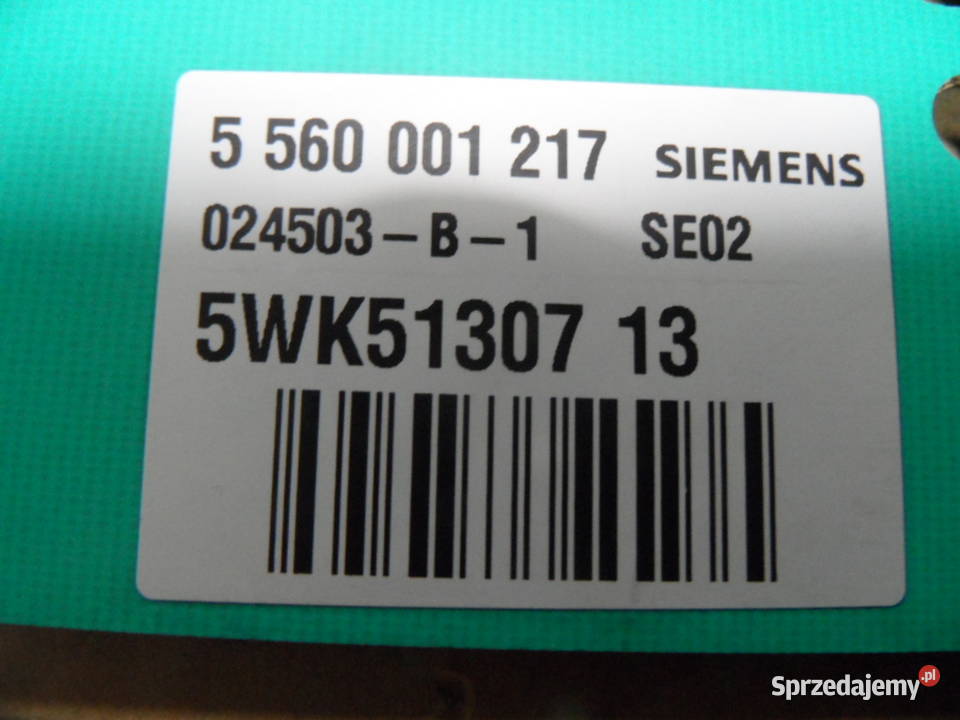 5 560 001 217 SIEMENS
024503-B-1 SE02
5WK51307 13
Sprzedajemy.pl